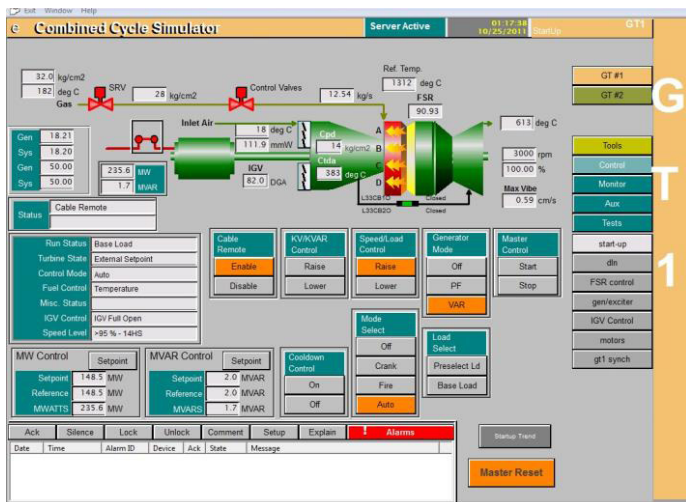 Exit Window Help
e Combined Cycle Simulator
Server Active
01:17:38
10/25/2011
StartUp
GT1
32.0 kg/cm2
182 deg C
Gas
SRV
28 kg/cm2
Control Valves
12.54 kg/s
Ref. Temp.
1312 deg C
FSR
90.93
Inlet Air
18 deg C
111.9 mmW
IGV
82.0 DGA
Cpd
14 kg/cm2
Ctda
383 deg C
A
B
C
D
L33CB1O Closed
L33CB2O Closed
613 deg C
3000 rpm
100.00 %
Max Vibe
0.59 cm/s
Gen 18.21
Sys 18.20
Gen 50.00
Sys 50.00
235.6 MW
1.7 MVAR
Status Cable Remote
Run Status Base Load
Turbine State External Setpoint
Control Mode Auto
Fuel Control Temperature
Misc. Status
IGV Control IGV Full Open
Speed Level >95 % - 14HS
Cable Remote
Enable
Disable
KV/KVAR Control
Raise
Lower
Speed/Load Control
Raise
Lower
Generator Mode
Off
PF
VAR
Master Control
Start
Stop
Mode Select
Off
Crank
Fire
Auto
Load Select
Preselect Ld
Base Load
MW Control Setpoint
Setpoint 148.5 MW
Reference 148.5 MW
MWATTS 235.6 MW
MVAR Control Setpoint
Setpoint 2.0 MVAR
Reference 2.0 MVAR
MVARS 1.7 MVAR
Cooldown Control
On
Off
GT #1
GT #2
Tools
Control
Monitor
Aux
Tests
start-up
dln
FSR control
gen/exciter
IGV Control
motors
gt1 synch
G
T
1
Ack Silence Lock Unlock Comment Setup Explain ! Alarms
Date Time Alarm ID Device Ack State Message
Startup Trend
Master Reset